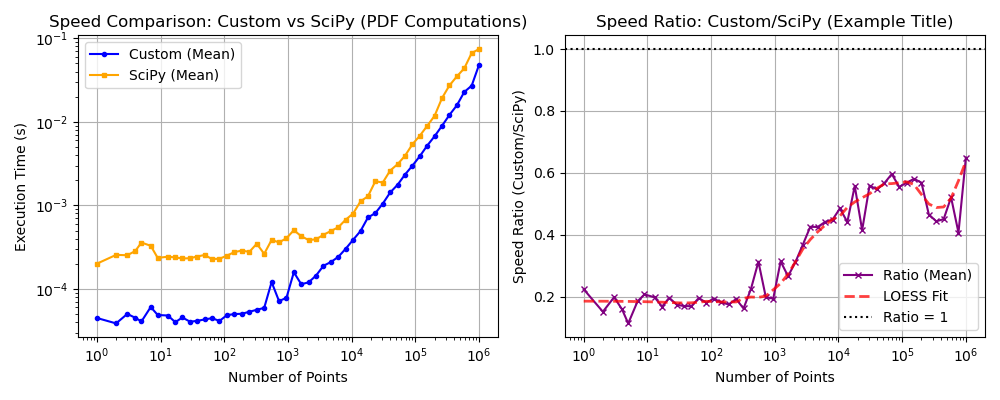 Speed Comparison: Custom vs SciPy (PDF Computations)
10⁻¹
10⁻²
10⁻³
10⁻⁴
Execution Time (s)
Custom (Mean)
SciPy (Mean)
10⁰ 10¹ 10² 10³ 10⁴ 10⁵ 10⁶
Number of Points
Speed Ratio: Custom/SciPy (Example Title)
1.0
0.8
0.6
0.4
0.2
Speed Ratio (Custom/SciPy)
Ratio (Mean)
LOESS Fit
Ratio = 1
10⁰ 10¹ 10² 10³ 10⁴ 10⁵ 10⁶
Number of Points